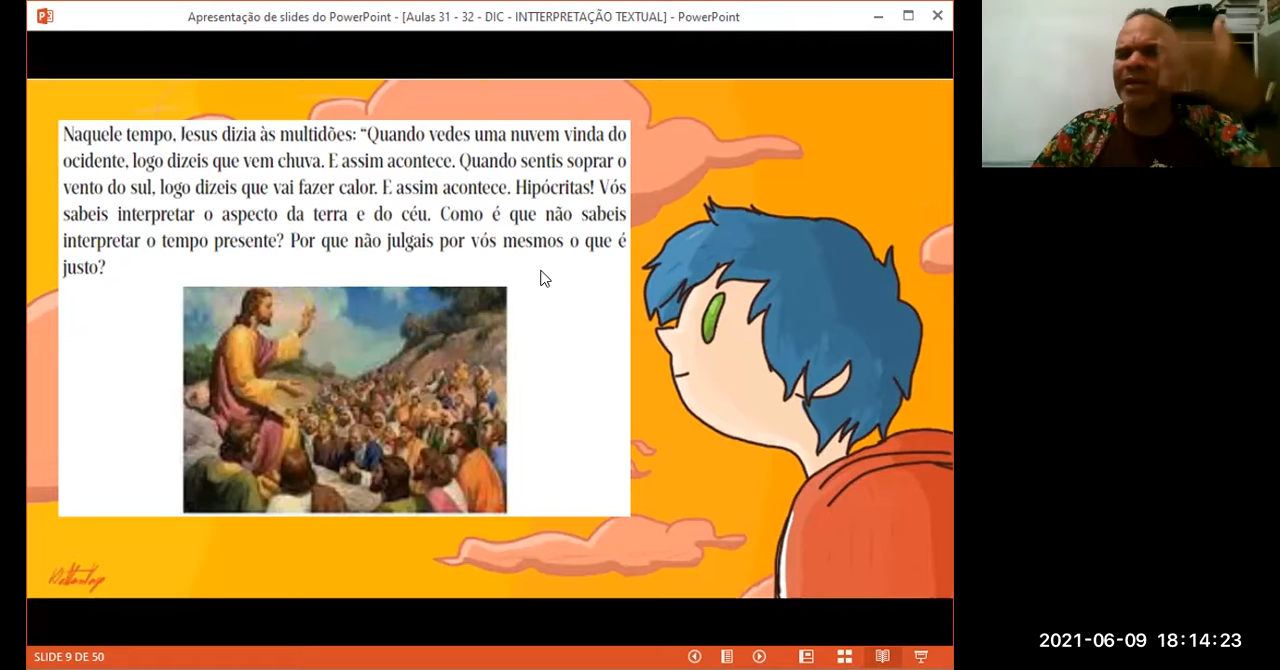 Apresentação de slides do PowerPoint - [Aulas 31 - 32 - DIC - INTTERPRETAÇÃO TEXTUAL] - PowerPoint
Naquele tempo, Jesus dizia às multidões: “Quando vedes uma nuvem vinda do
ocidente, logo dizeis que vem chuva. E assim acontece. Quando sentis soprar o
vento do sul, logo dizeis que vai fazer calor. E assim acontece. Hipócritas! Vós
sabeis interpretar o aspecto da terra e do céu. Como é que não sabeis
interpretar o tempo presente? Por que não julgais por vós mesmos o que é
justo?
SLIDE 9 DE 50
2021-06-09 18:14:23